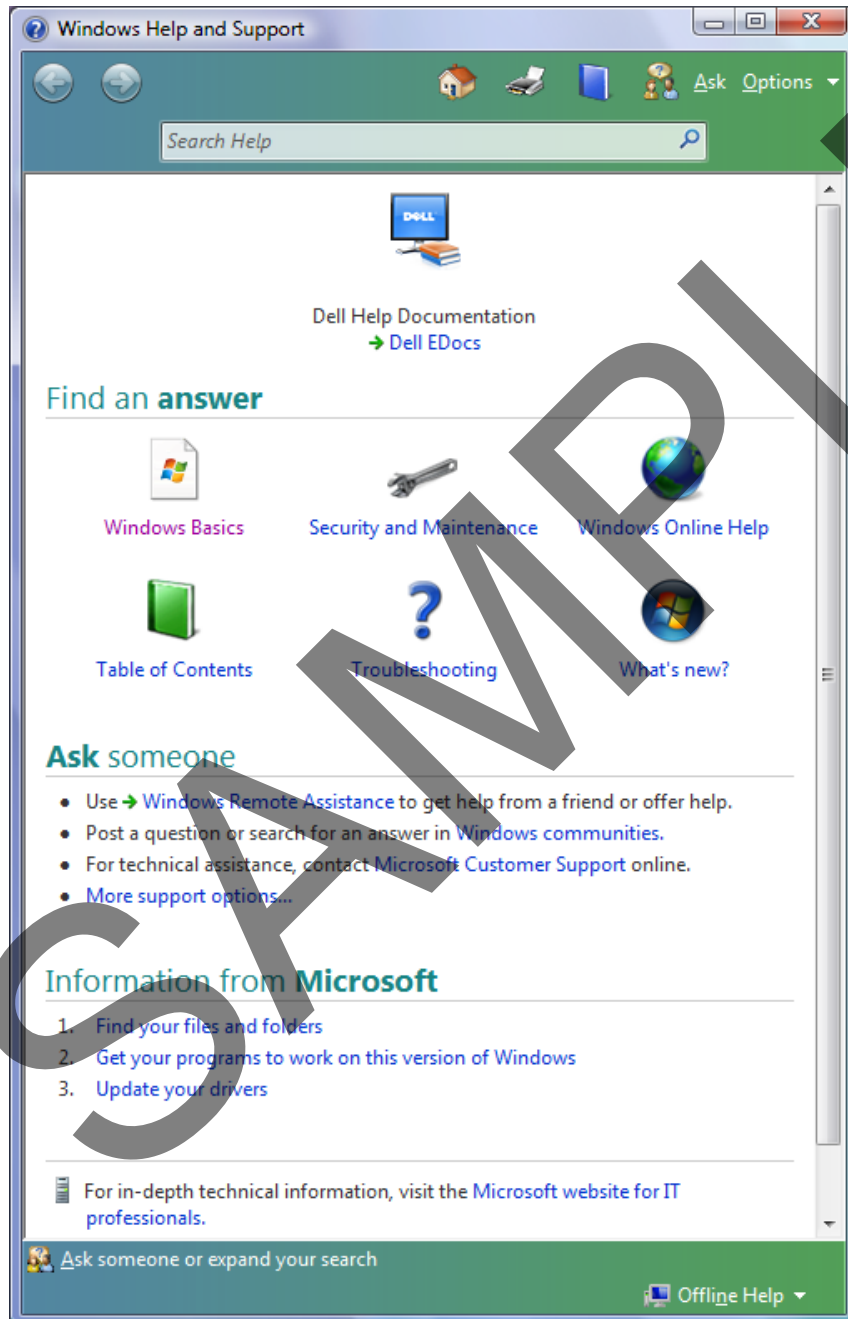 Windows Help and Support
Ask Options
Search Help
DELL
Dell Help Documentation
Dell EDocs
Find an answer
Windows Basics Security and Maintenance Windows Online Help
Table of Contents Troubleshooting What's new?
Ask someone
• Use Windows Remote Assistance to get help from a friend or offer help.
• Post a question or search for an answer in Windows communities.
• For technical assistance, contact Microsoft Customer Support online.
• More support options...
Information from Microsoft
1. Find your files and folders
2. Get your programs to work on this version of Windows
3. Update your drivers
For in-depth technical information, visit the Microsoft website for IT
professionals.
Ask someone or expand your search
Offline Help
SAMPL